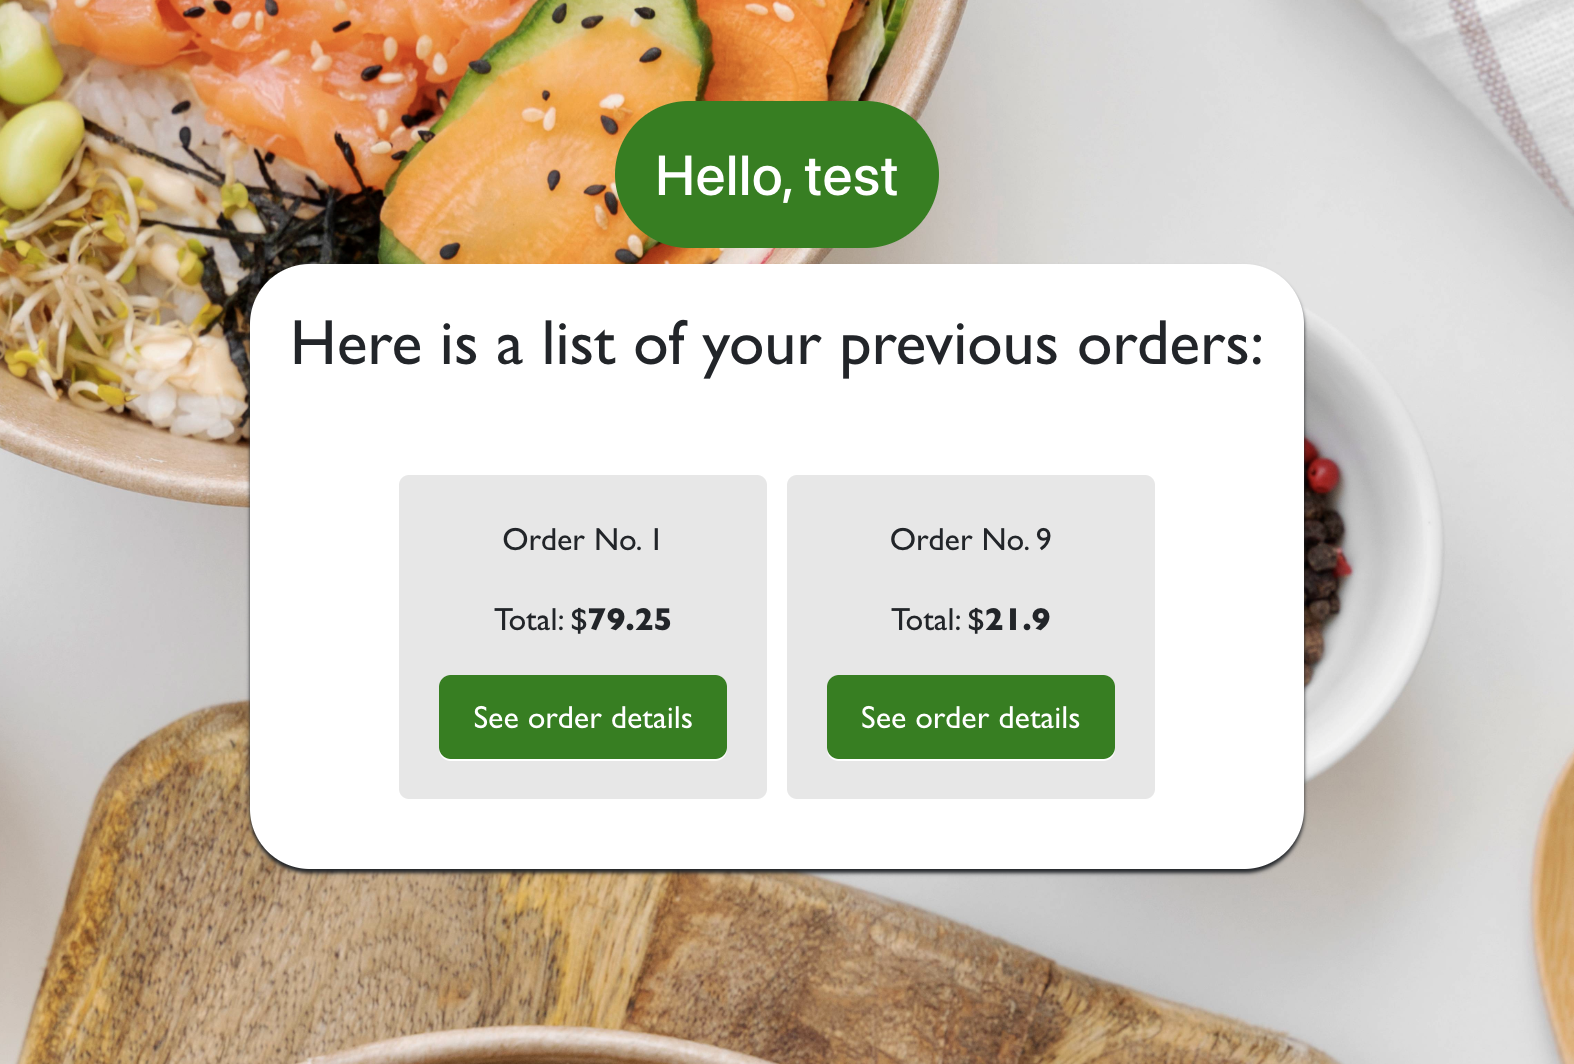 Hello, test
Here is a list of your previous orders:
Order No. 1
Total: $79.25
See order details
Order No. 9
Total: $21.9
See order details